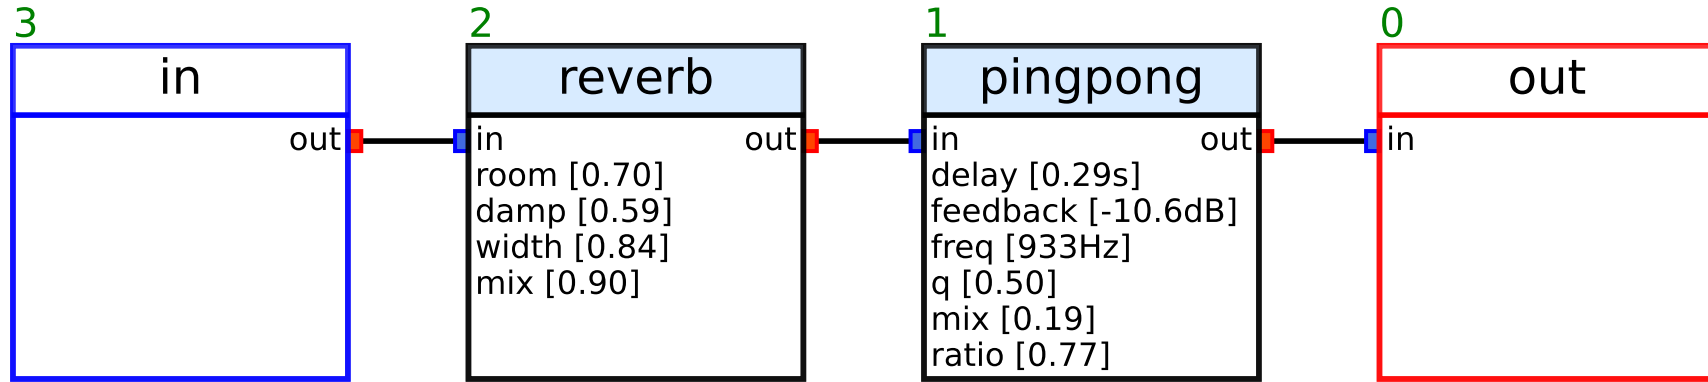 3
in
out
2
reverb
in
out
room [0.70]
damp [0.59]
width [0.84]
mix [0.90]
1
pingpong
in
out
delay [0.29s]
feedback [-10.6dB]
freq [933Hz]
q [0.50]
mix [0.19]
ratio [0.77]
0
out
in